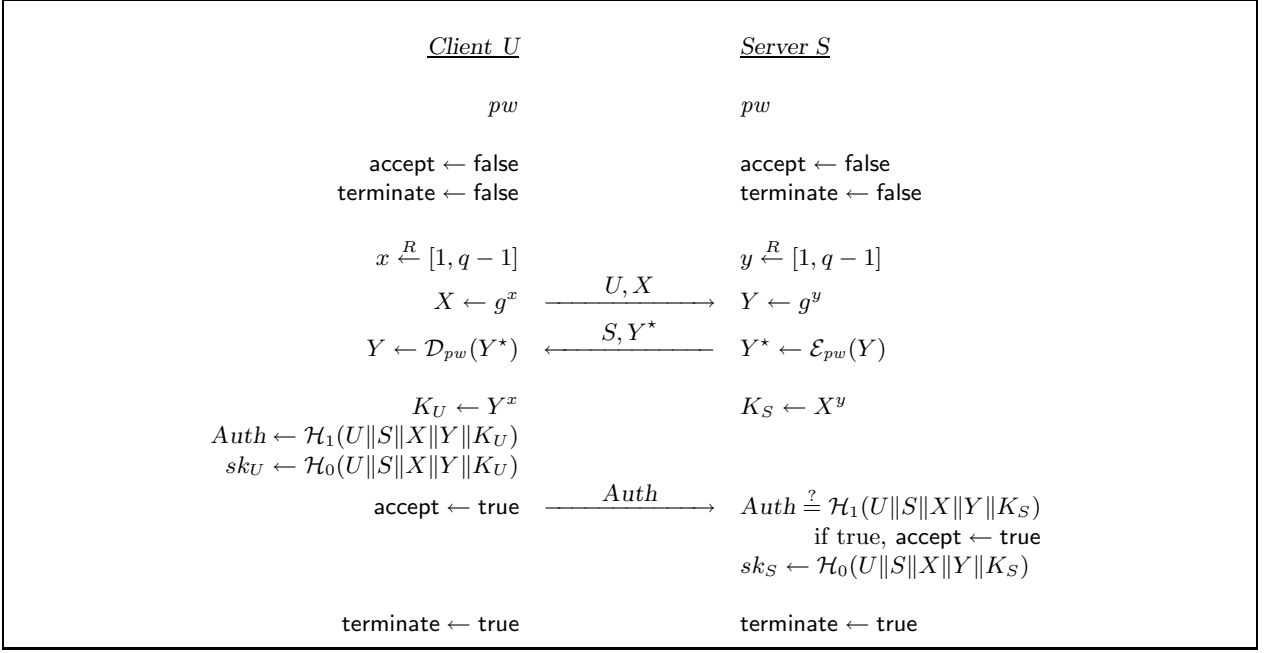 Client U Server S
pw pw
accept ← false accept ← false
terminate ← false terminate ← false
x ←R [1, q − 1] y ←R [1, q − 1]
X ← g^x U, X Y ← g^y
Y ← 𝒟_pw(Y⋆) S, Y⋆ Y⋆ ← ℰ_pw(Y)
K_U ← Y^x K_S ← X^y
Auth ← ℋ_1(U‖S‖X‖Y‖K_U)
sk_U ← ℋ_0(U‖S‖X‖Y‖K_U)
accept ← true Auth Auth =? ℋ_1(U‖S‖X‖Y‖K_S)
if true, accept ← true
sk_S ← ℋ_0(U‖S‖X‖Y‖K_S)
terminate ← true terminate ← true